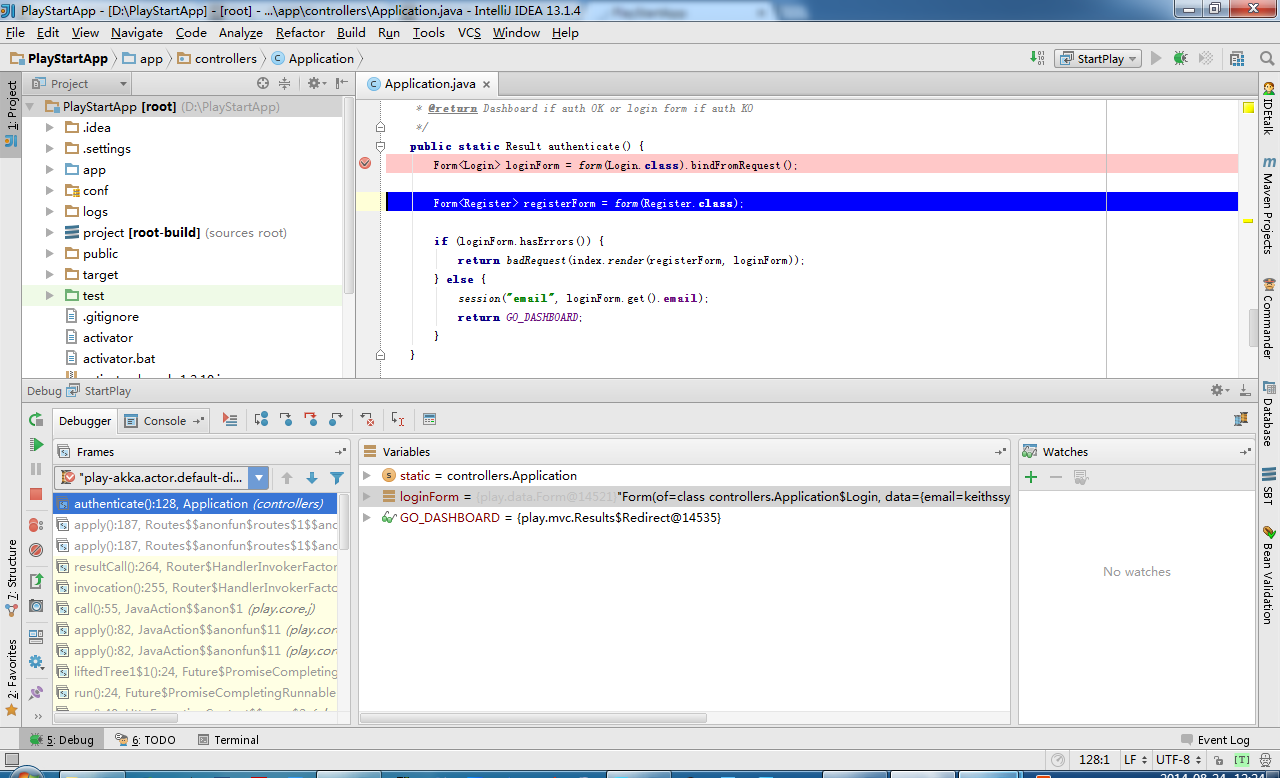 PlayStartApp - [D:\PlayStartApp] - [root] - ...\app\controllers\Application.java - IntelliJ IDEA 13.1.4
File Edit View Navigate Code Analyze Refactor Build Run Tools VCS Window Help
PlayStartApp app controllers Application
StartPlay
Project
Application.java
1: Project
PlayStartApp [root] (D:\PlayStartApp)
.idea
.settings
app
conf
logs
project [root-build] (sources root)
public
target
test
.gitignore
activator
activator.bat
* @return Dashboard if auth OK or login form if auth KO
*/
public static Result authenticate() {
Form<Login> loginForm = form(Login.class).bindFromRequest();
Form<Register> registerForm = form(Register.class);
if (loginForm.hasErrors()) {
return badRequest(index.render(registerForm, loginForm));
} else {
session("email", loginForm.get().email);
return GO_DASHBOARD;
}
}
IDEtalk
Maven Projects
Commander
Database
SBT
Bean Validation
Debug StartPlay
Debugger Console
Frames
"play-akka.actor.default-di...
authenticate():128, Application (controllers)
apply():187, Routes$$anonfun$routes$1$$anc
apply():187, Routes$$anonfun$routes$1$$anc
resultCall():264, Router$HandlerInvokerFactor
invocation():255, Router$HandlerInvokerFactor
call():55, JavaAction$$anon$1 (play.core.j)
apply():82, JavaAction$$anonfun$11 (play.cor
apply():82, JavaAction$$anonfun$11 (play.cor
liftedTree1$1():24, Future$PromiseCompleting
run():24, Future$PromiseCompletingRunnable
Variables
static = controllers.Application
loginForm = {play.data.Form@14521}"Form(of=class controllers.Application$Login, data={email=keithssy
GO_DASHBOARD = {play.mvc.Results$Redirect@14535}
Watches
No watches
7: Structure
2: Favorites
5: Debug 6: TODO Terminal
Event Log
128:1 LF UTF-8 [T]